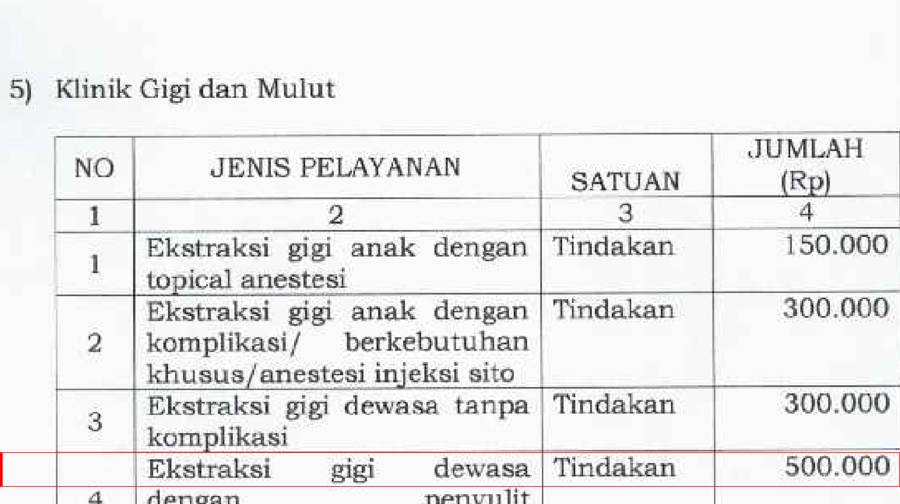 5) Klinik Gigi dan Mulut
NO JENIS PELAYANAN SATUAN JUMLAH (Rp)
1 2 3 4
1 Ekstraksi gigi anak dengan Tindakan 150.000
topical anestesi
2 Ekstraksi gigi anak dengan Tindakan 300.000
komplikasi/ berkebutuhan
khusus/anestesi injeksi sito
3 Ekstraksi gigi dewasa tanpa Tindakan 300.000
komplikasi
Ekstraksi gigi dewasa Tindakan 500.000
4 dengan penyulit